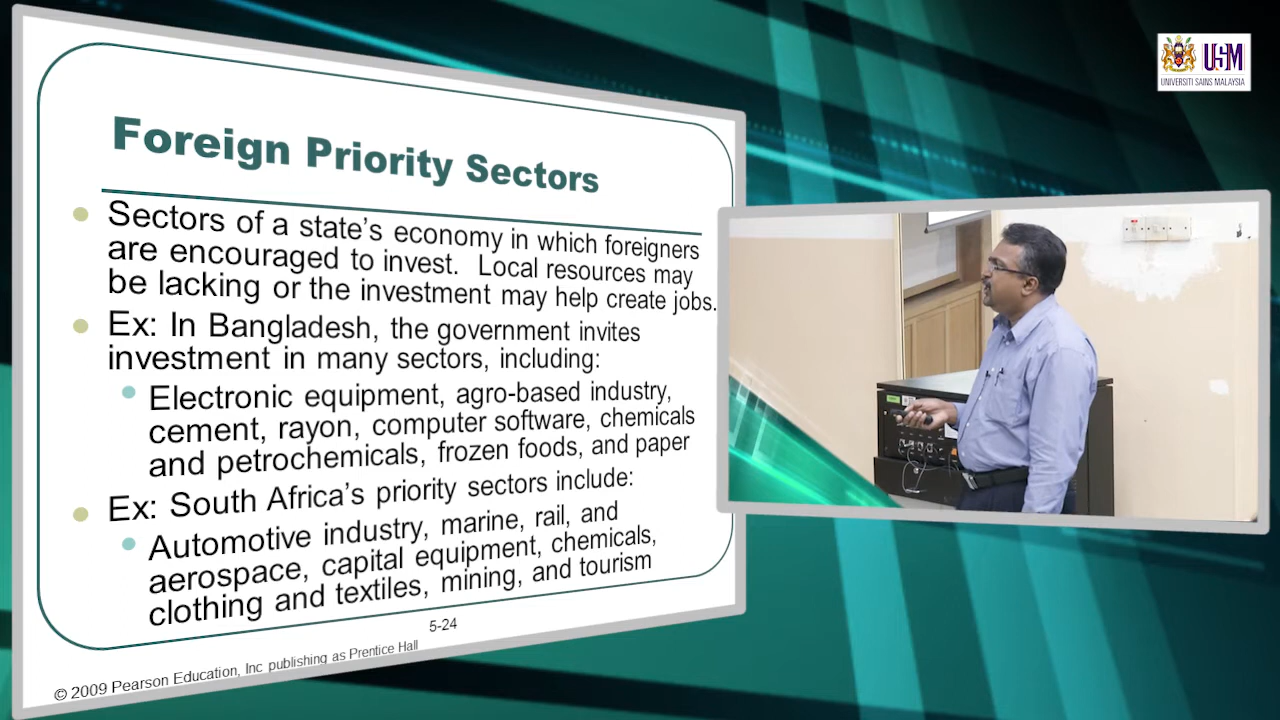 Foreign Priority Sectors
Sectors of a state's economy in which foreigners
are encouraged to invest. Local resources may
be lacking or the investment may help create jobs.
Ex: In Bangladesh, the government invites
investment in many sectors, including:
Electronic equipment, agro-based industry,
cement, rayon, computer software, chemicals
and petrochemicals, frozen foods, and paper
Ex: South Africa's priority sectors include:
Automotive industry, marine, rail, and
aerospace, capital equipment, chemicals,
clothing and textiles, mining, and tourism
5-24
© 2009 Pearson Education, Inc publishing as Prentice Hall
USM
UNIVERSITI SAINS MALAYSIA